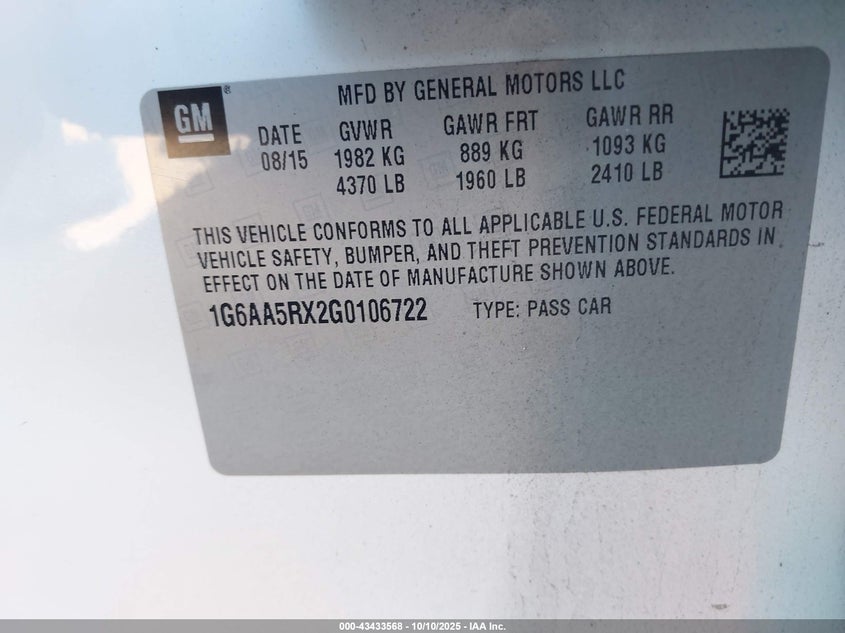 GM
MFD BY GENERAL MOTORS LLC
DATE GVWR GAWR FRT GAWR RR
08/15 1982 KG 889 KG 1093 KG
4370 LB 1960 LB 2410 LB
THIS VEHICLE CONFORMS TO ALL APPLICABLE U.S. FEDERAL MOTOR
VEHICLE SAFETY, BUMPER, AND THEFT PREVENTION STANDARDS IN
EFFECT ON THE DATE OF MANUFACTURE SHOWN ABOVE.
1G6AA5RX2G0106722 TYPE: PASS CAR
000-43433568 - 10/10/2025 - IAA Inc.